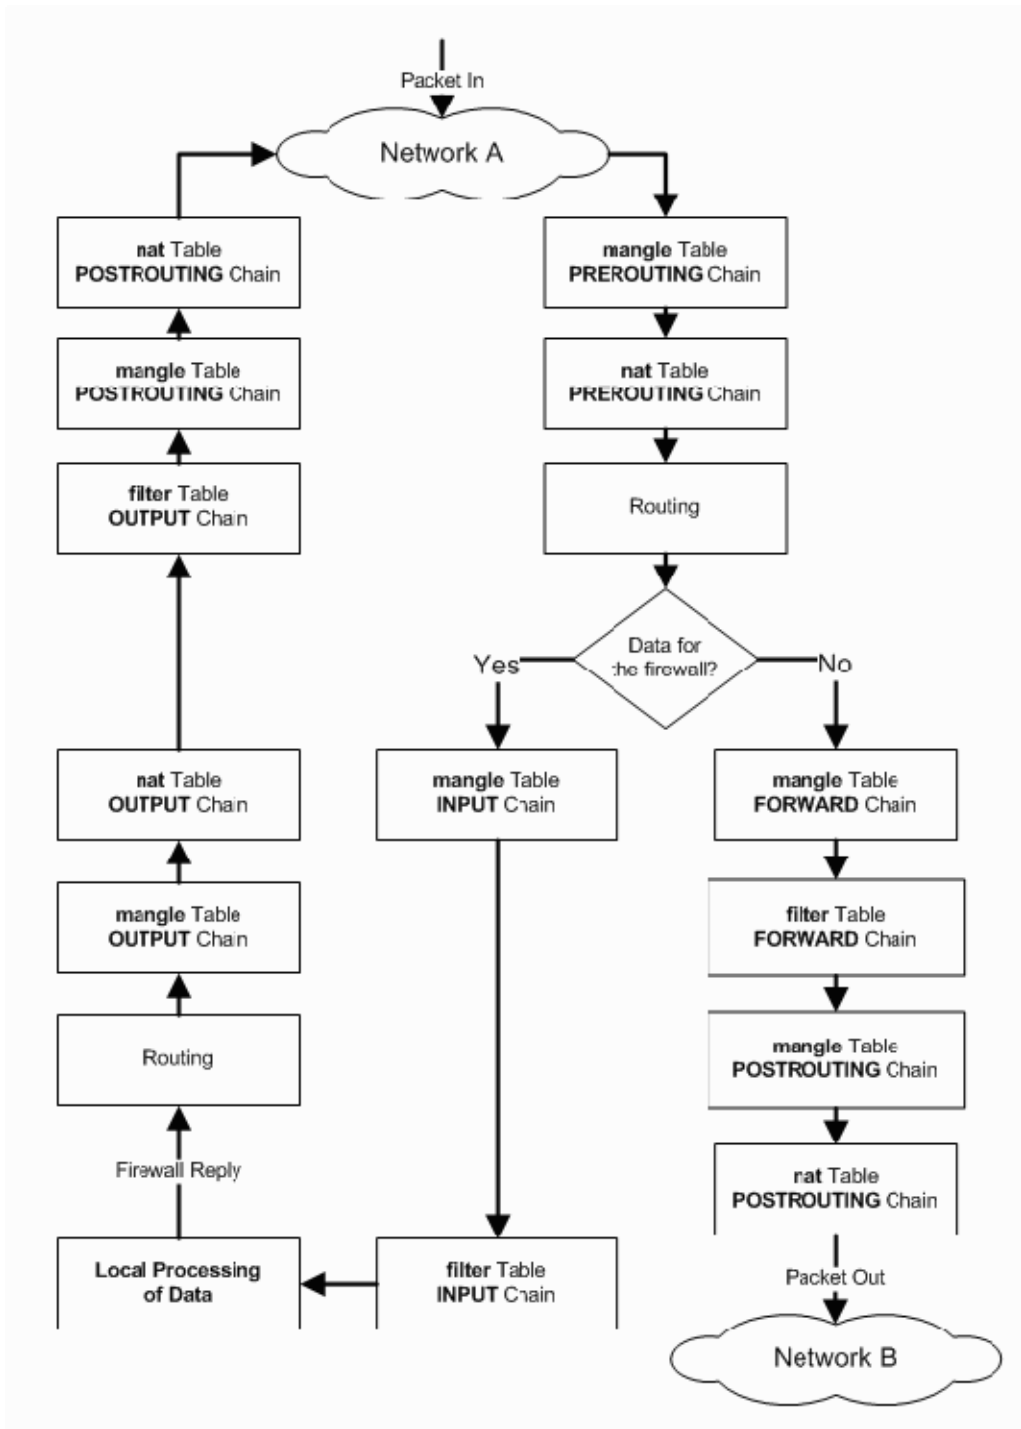 Packet In
Network A
nat Table
POSTROUTING Chain
mangle Table
PREROUTING Chain
mangle Table
POSTROUTING Chain
nat Table
PREROUTING Chain
filter Table
OUTPUT Chain
Routing
Data for
the firewall?
Yes
No
nat Table
OUTPUT Chain
mangle Table
INPUT Chain
mangle Table
FORWARD Chain
mangle Table
OUTPUT Chain
filter Table
FORWARD Chain
Routing
mangle Table
POSTROUTING Chain
Firewall Reply
nat Table
POSTROUTING Chain
Local Processing
of Data
filter Table
INPUT Chain
Packet Out
Network B